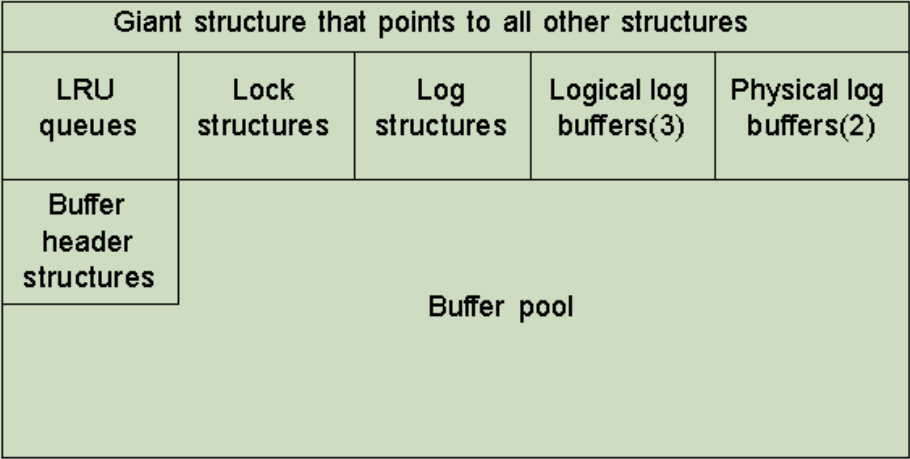 Giant structure that points to all other structures
LRU
queues
Lock
structures
Log
structures
Logical log
buffers(3)
Physical log
buffers(2)
Buffer
header
structures
Buffer pool